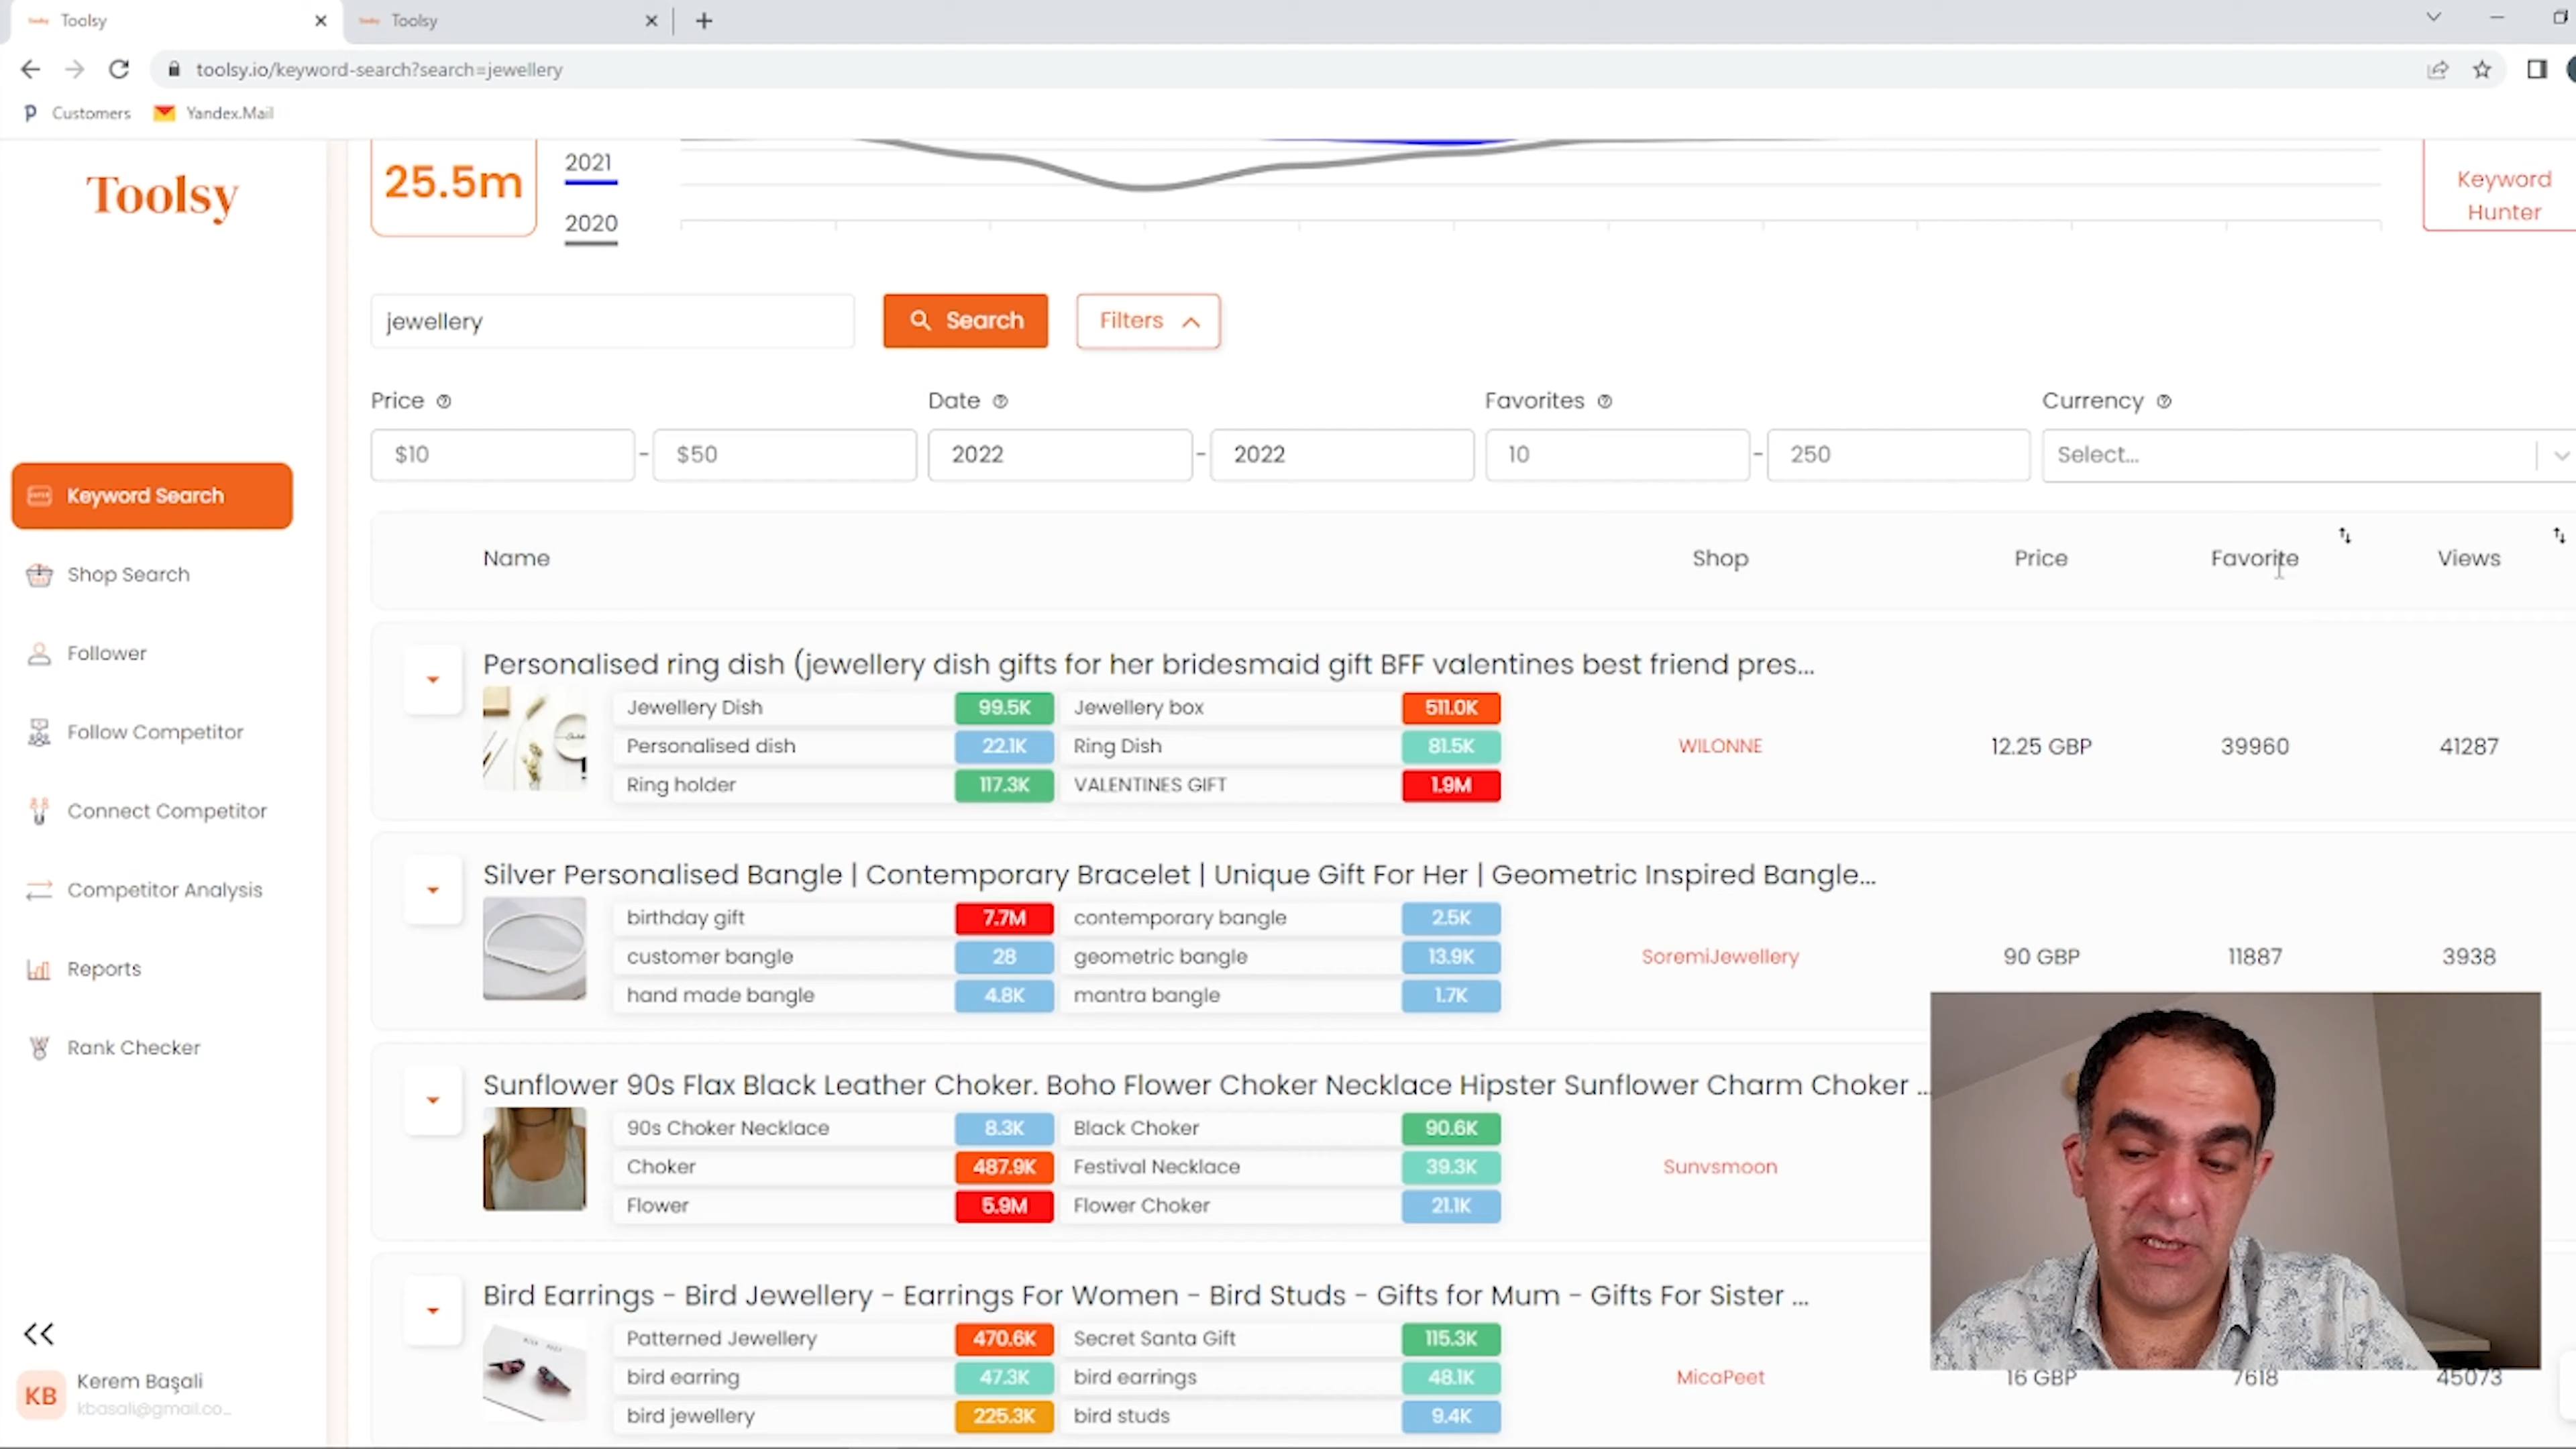 Toolsy
Toolsy
toolsy.io/keyword-search?search=jewellery
Customers
Yandex.Mail
Toolsy
25.5m
2021
2020
Keyword
Hunter
jewellery
Search
Filters
Price
Date
Favorites
Currency
$10 - $50
2022 - 2022
10 - 250
Select...
Keyword Search
Shop Search
Follower
Follow Competitor
Connect Competitor
Competitor Analysis
Reports
Rank Checker
KB
Kerem Başali
kbasali@gmail.co...
Name Shop Price Favorite Views
Personalised ring dish (jewellery dish gifts for her bridesmaid gift BFF valentines best friend pres...
Jewellery Dish 99.5K Jewellery box 511.0K
Personalised dish 22.1K Ring Dish 81.5K
Ring holder 117.3K VALENTINES GIFT 1.9M
WILONNE 12.25 GBP 39960 41287
Silver Personalised Bangle | Contemporary Bracelet | Unique Gift For Her | Geometric Inspired Bangle...
birthday gift 7.7M contemporary bangle 2.5K
customer bangle 28 geometric bangle 13.9K
hand made bangle 4.8K mantra bangle 1.7K
SoremiJewellery 90 GBP 11887 3938
Sunflower 90s Flax Black Leather Choker. Boho Flower Choker Necklace Hipster Sunflower Charm Choker ...
90s Choker Necklace 8.3K Black Choker 90.6K
Choker 487.9K Festival Necklace 39.3K
Flower 5.9M Flower Choker 21.1K
Sunvsmoon
Bird Earrings - Bird Jewellery - Earrings For Women - Bird Studs - Gifts for Mum - Gifts For Sister ...
Patterned Jewellery 470.6K Secret Santa Gift 115.3K
bird earring 47.3K bird earrings 48.1K
bird jewellery 225.3K bird studs 9.4K
MicaPeet 16 GBP 7618 45073